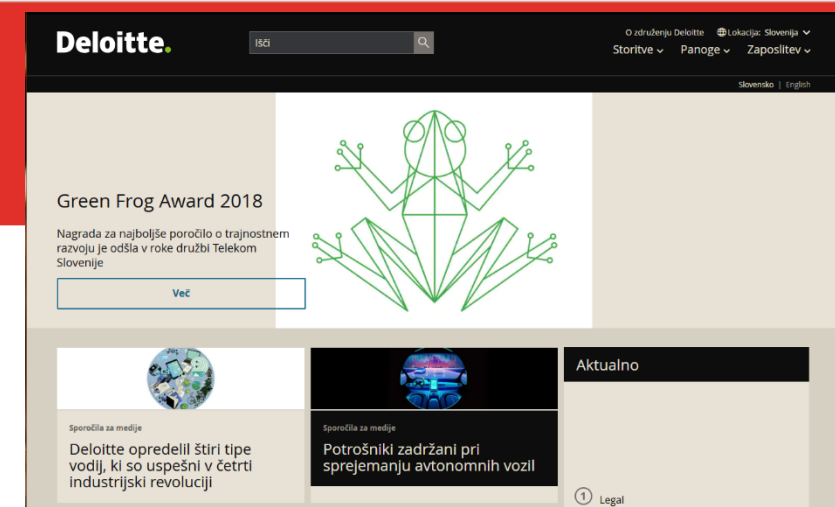 Deloitte.
Išči
O združenju Deloitte Lokacija: Slovenija
Storitve Panoge Zaposlitev
Slovensko | English
Green Frog Award 2018
Nagrada za najboljše poročilo o trajnostnem
razvoju je odšla v roke družbi Telekom
Slovenije
Več
Sporočila za medije
Deloitte opredelil štiri tipe
vodij, ki so uspešni v četrti
industrijski revoluciji
Sporočila za medije
Potrošniki zadržani pri
sprejemanju avtonomnih vozil
Aktualno
1 Legal